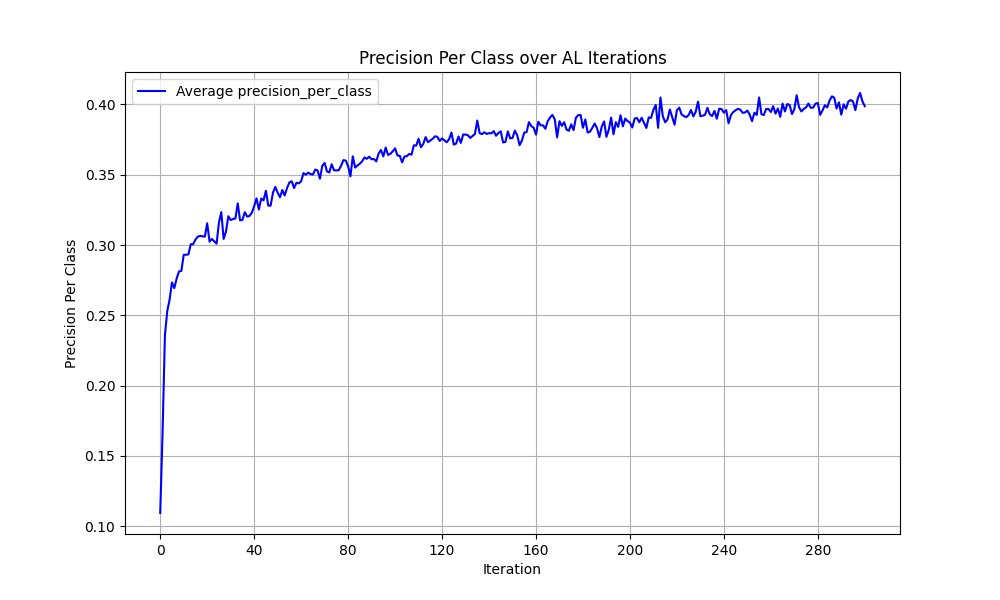 Precision Per Class over AL Iterations
Average precision_per_class
Precision Per Class
0.40
0.35
0.30
0.25
0.20
0.15
0.10
0 40 80 120 160 200 240 280
Iteration